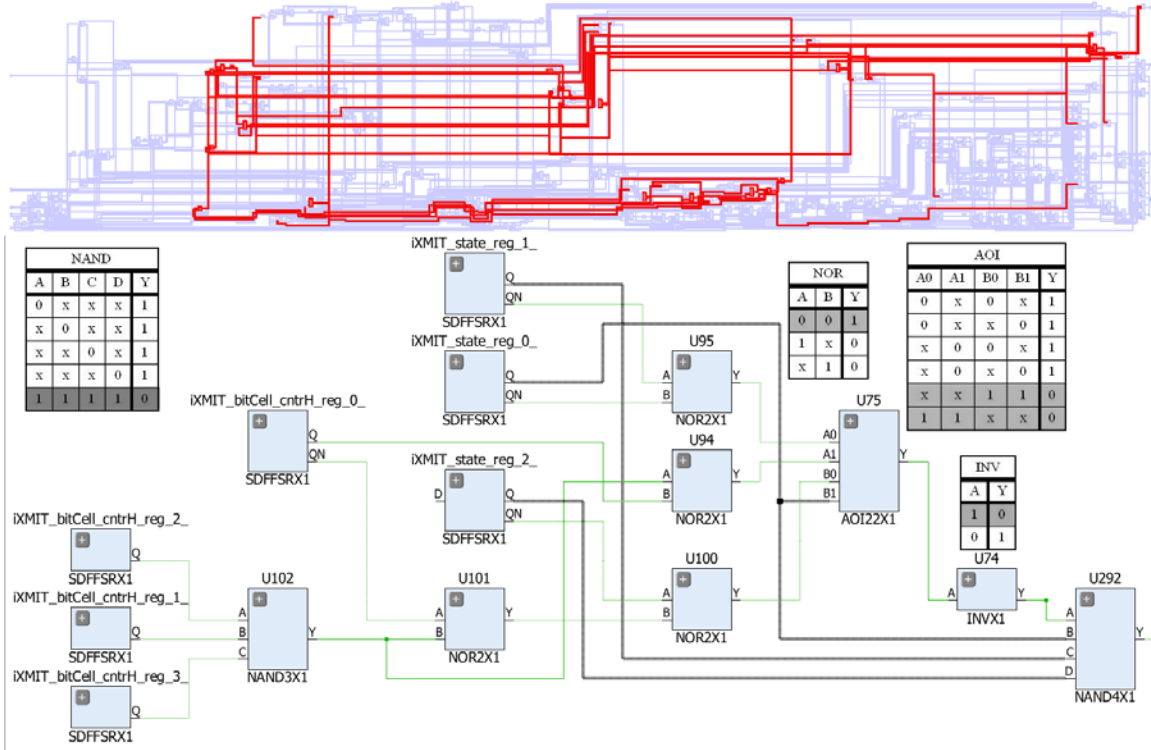 iXMIT_state_reg_1_
NAND
A B C D Y
0 x x x 1
x 0 x x 1
x x 0 x 1
x x x 0 1
1 1 1 1 0
NOR
A B Y
0 0 1
1 x 0
x 1 0
AOI
A0 A1 B0 B1 Y
0 x 0 x 1
0 x x 0 1
x 0 0 x 1
x 0 x 0 1
x x 1 1 0
1 1 x x 0
Q
QN
SDFFSRX1
iXMIT_state_reg_0_
Q
QN
SDFFSRX1
U95
A
B
Y
NOR2X1
iXMIT_bitCell_cntrH_reg_0_
Q
QN
SDFFSRX1
U94
A
B
Y
NOR2X1
U75
A0
A1
B0
B1
Y
AOI22X1
iXMIT_state_reg_2_
D
Q
QN
SDFFSRX1
INV
A Y
1 0
0 1
iXMIT_bitCell_cntrH_reg_2_
Q
SDFFSRX1
iXMIT_bitCell_cntrH_reg_1_
Q
SDFFSRX1
iXMIT_bitCell_cntrH_reg_3_
Q
SDFFSRX1
U102
A
B
C
Y
NAND3X1
U101
A
B
Y
NOR2X1
U100
A
B
Y
NOR2X1
U74
A
Y
INVX1
U292
A
B
C
D
Y
NAND4X1